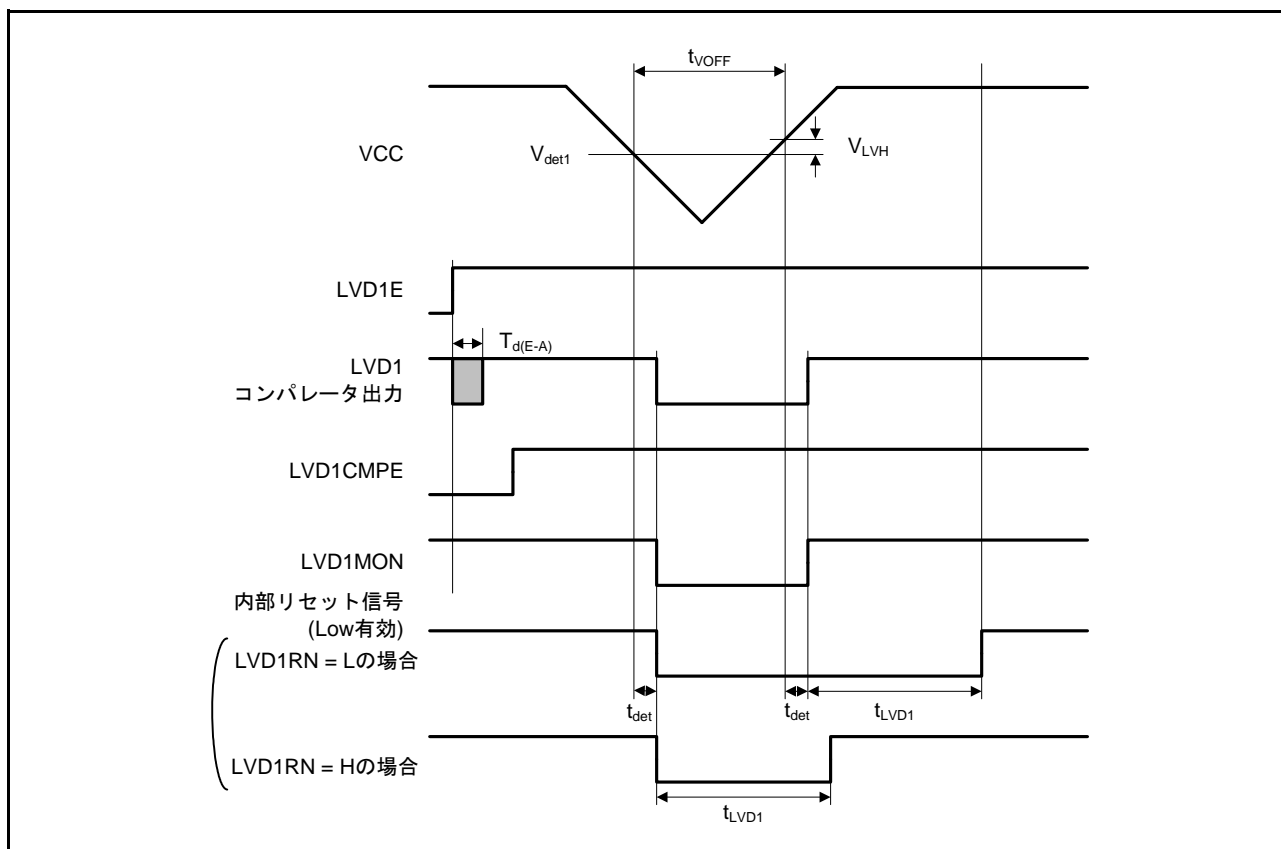 tVOFF
VCC
Vdet1
VLVH
LVD1E
Td(E-A)
LVD1
コンパレータ出力
LVD1CMPE
LVD1MON
内部リセット信号
(Low有効)
LVD1RN = Lの場合
tdet
tdet
tLVD1
LVD1RN = Hの場合
tLVD1